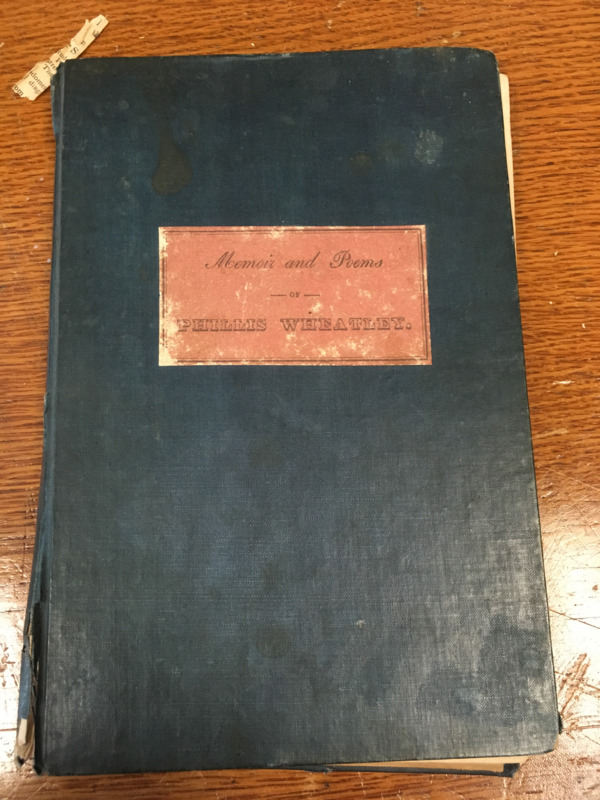 Memoir and Poems
— OF —
PHILLIS WHEATLEY.